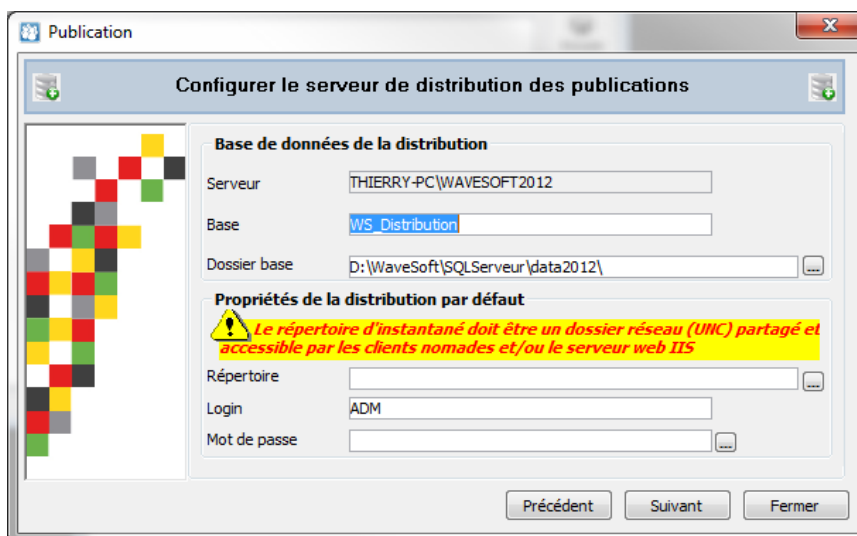 Publication
Configurer le serveur de distribution des publications
Base de données de la distribution
Serveur THIERRY-PC\WAVESOFT2012
Base WS_Distribution
Dossier base D:\WaveSoft\SQLServeur\data2012\ ...
Propriétés de la distribution par défaut
Le répertoire d'instantané doit être un dossier réseau (UNC) partagé et
accessible par les clients nomades et/ou le serveur web IIS
Répertoire ...
Login ADM
Mot de passe ...
Précédent Suivant Fermer